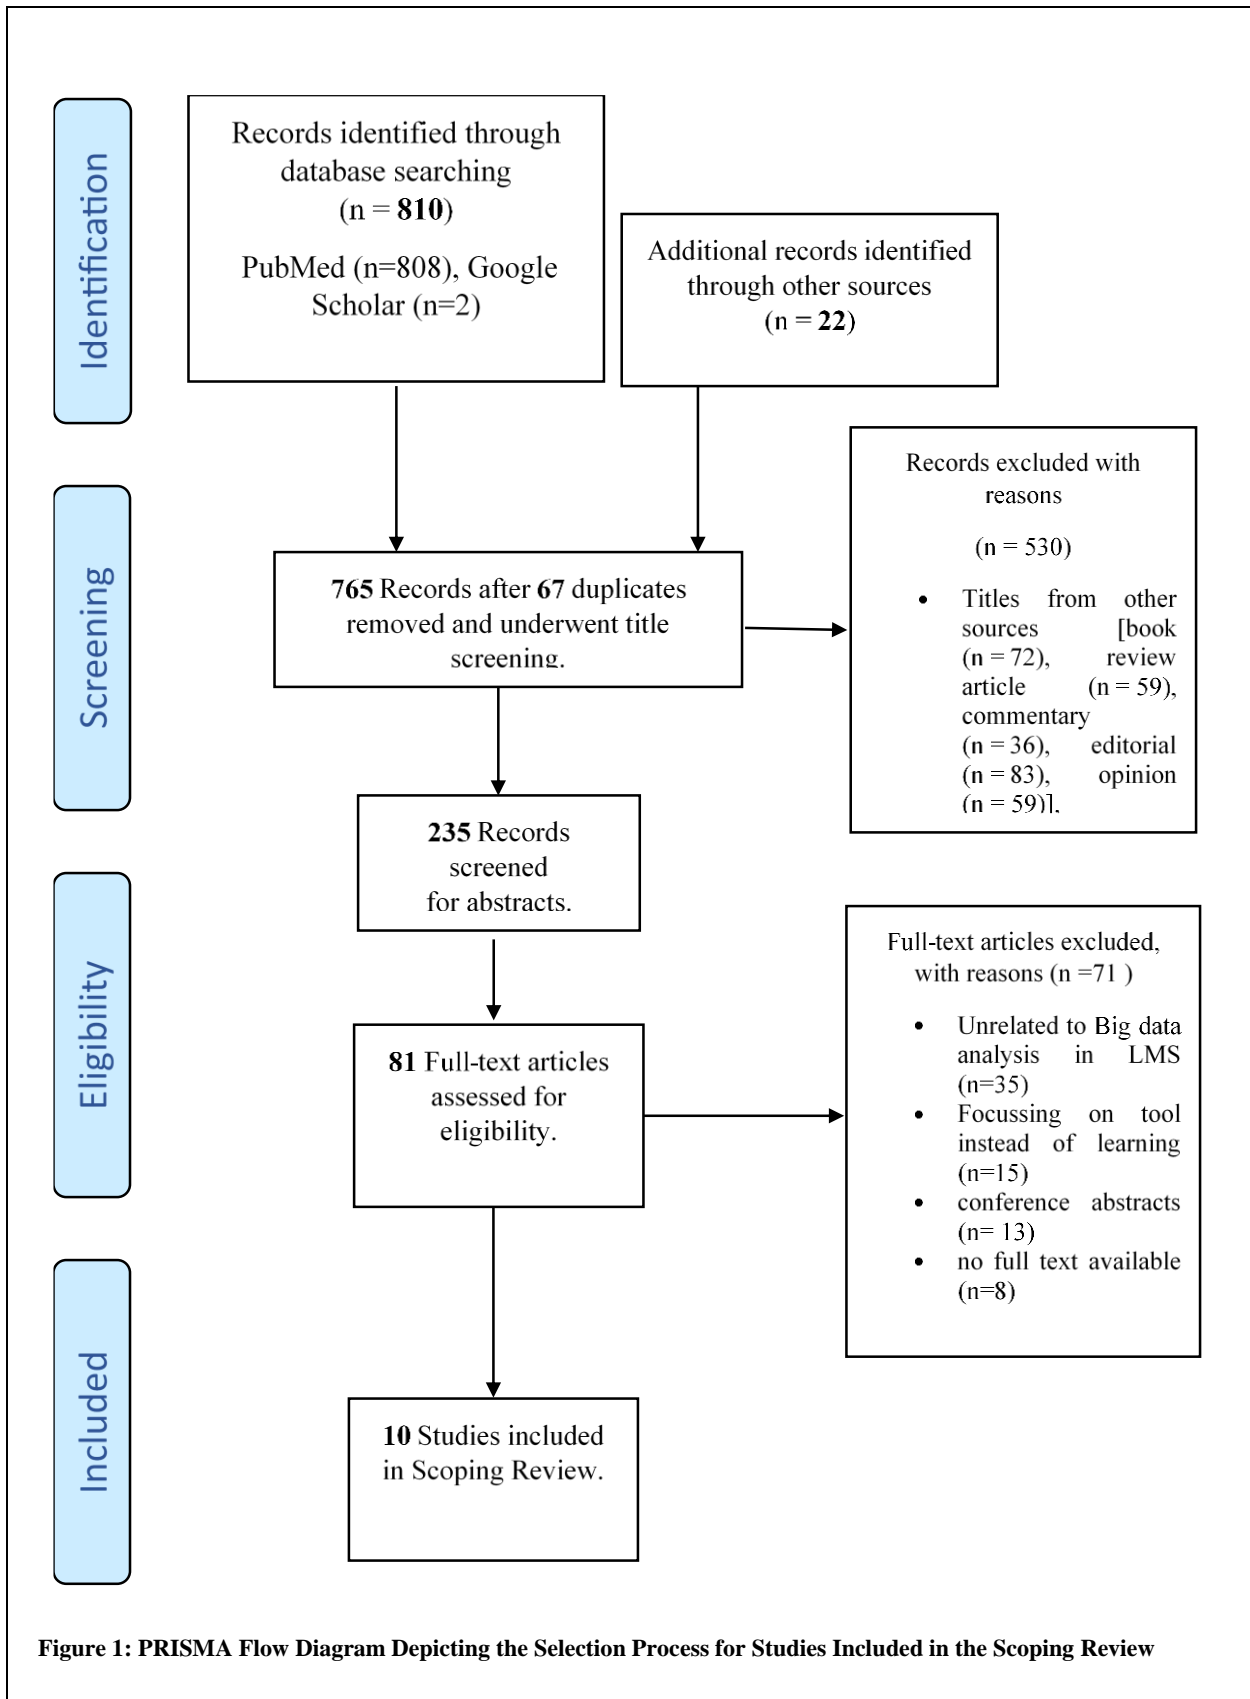 Identification
Records identified through
database searching
(n = 810)
PubMed (n=808), Google
Scholar (n=2)
Additional records identified
through other sources
(n = 22)
Screening
765 Records after 67 duplicates
removed and underwent title
screening.
Records excluded with
reasons
(n = 530)
• Titles from other
sources [book
(n = 72), review
article (n = 59),
commentary
(n = 36), editorial
(n = 83), opinion
(n = 59)].
235 Records
screened
for abstracts.
Eligibility
81 Full-text articles
assessed for
eligibility.
Full-text articles excluded,
with reasons (n =71 )
• Unrelated to Big data
analysis in LMS
(n=35)
• Focussing on tool
instead of learning
(n=15)
• conference abstracts
(n= 13)
• no full text available
(n=8)
Included
10 Studies included
in Scoping Review.
Figure 1: PRISMA Flow Diagram Depicting the Selection Process for Studies Included in the Scoping Review